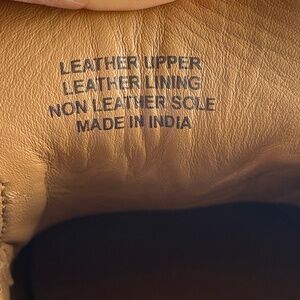 LEATHER UPPER
LEATHER LINING
NON LEATHER SOLE
MADE IN INDIA